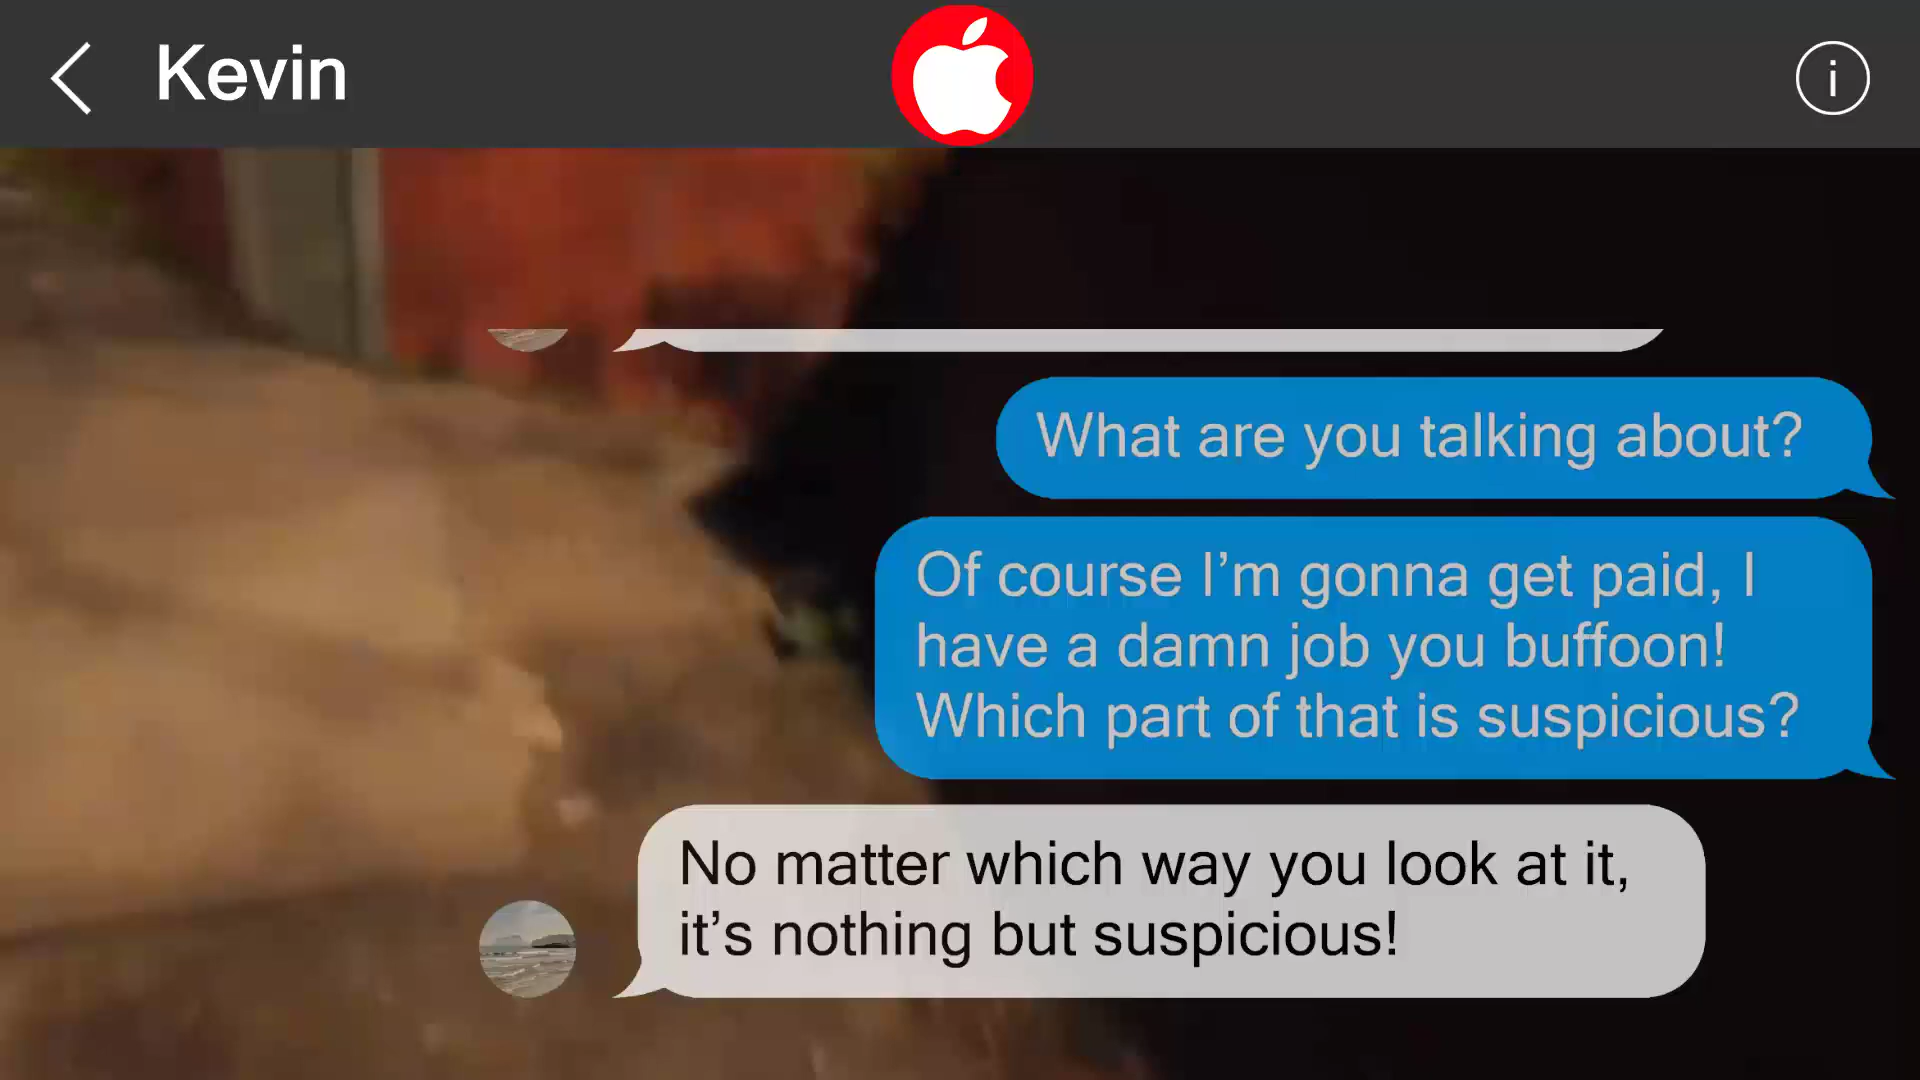 Kevin
i
What are you talking about?
Of course I’m gonna get paid, I
have a damn job you buffoon!
Which part of that is suspicious?
No matter which way you look at it,
it’s nothing but suspicious!